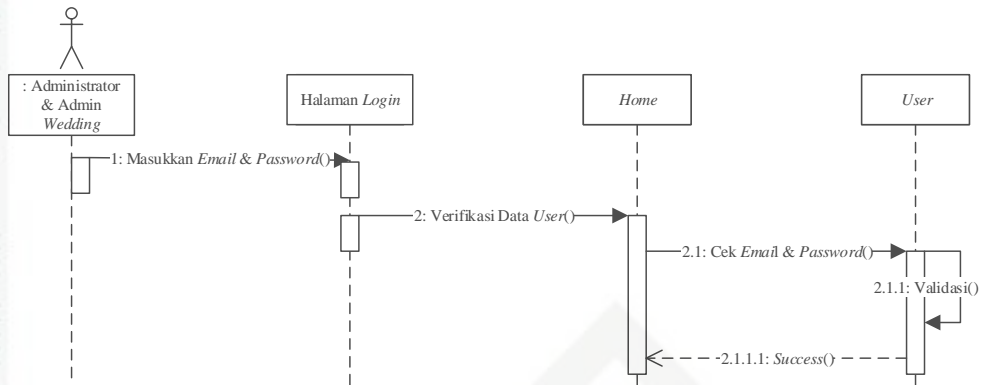 : Administrator
& Admin
Wedding
Halaman Login
Home
User
1: Masukkan Email & Password()
2: Verifikasi Data User()
2.1: Cek Email & Password()
2.1.1: Validasi()
2.1.1.1: Success()